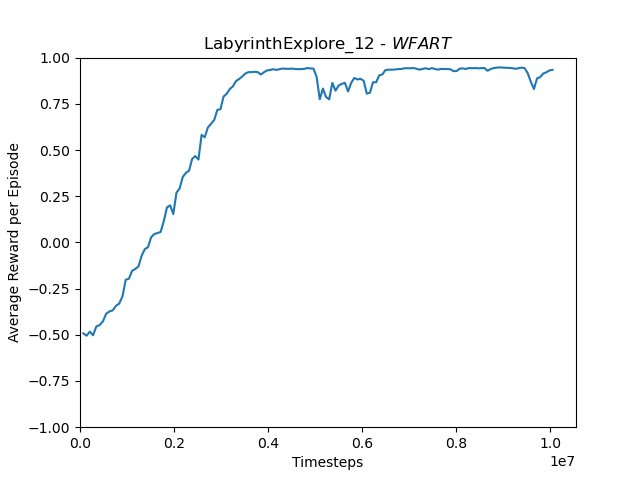 LabyrinthExplore_12 - WFART
1.00
0.75
0.50
0.25
0.00
−0.25
−0.50
−0.75
−1.00
Average Reward per Episode
0.0 0.2 0.4 0.6 0.8 1.0
1e7
Timesteps